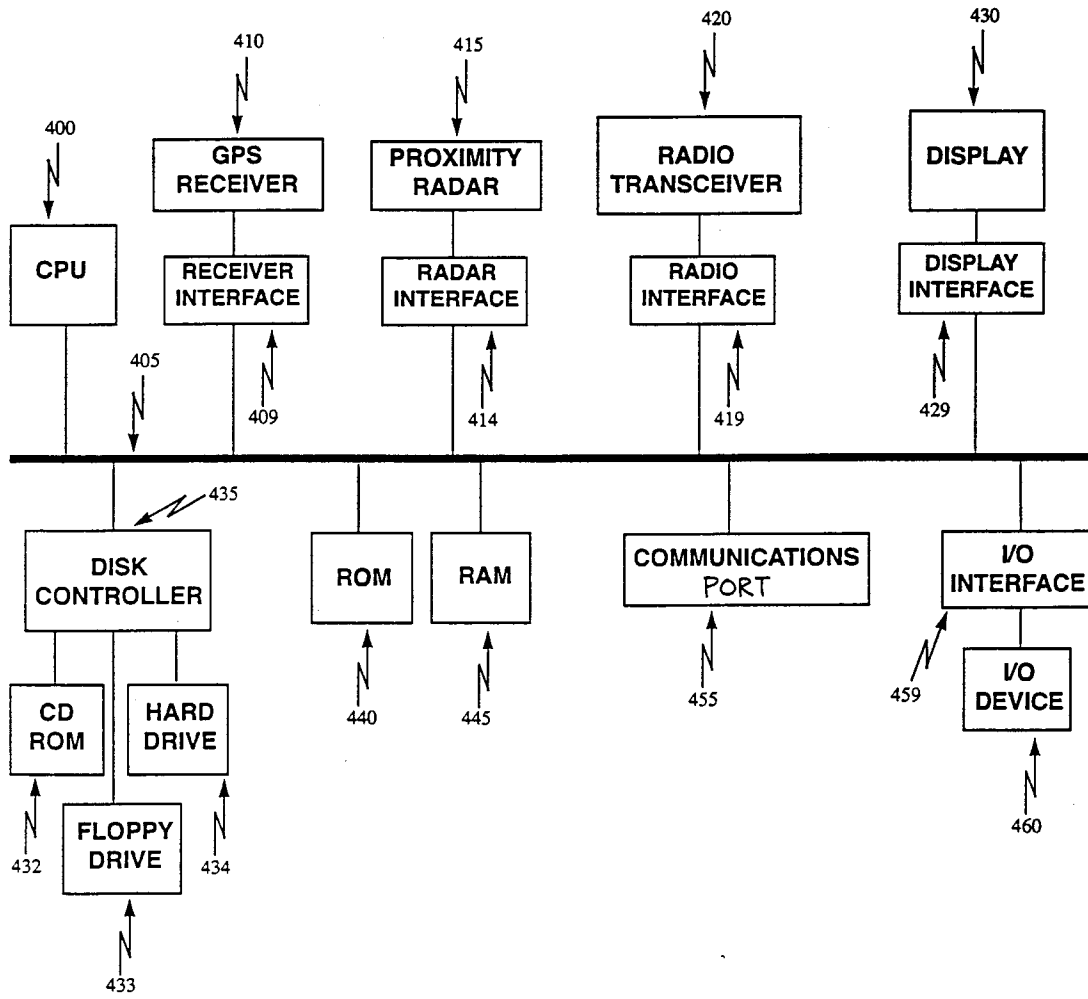 410
415
420
430
400
GPS
RECEIVER
PROXIMITY
RADAR
RADIO
TRANSCEIVER
DISPLAY
CPU
RECEIVER
INTERFACE
RADAR
INTERFACE
RADIO
INTERFACE
DISPLAY
INTERFACE
405
409
414
419
429
435
DISK
CONTROLLER
ROM
RAM
COMMUNICATIONS
PORT
I/O
INTERFACE
CD
ROM
HARD
DRIVE
440
445
455
459
I/O
DEVICE
FLOPPY
DRIVE
432
434
460
433